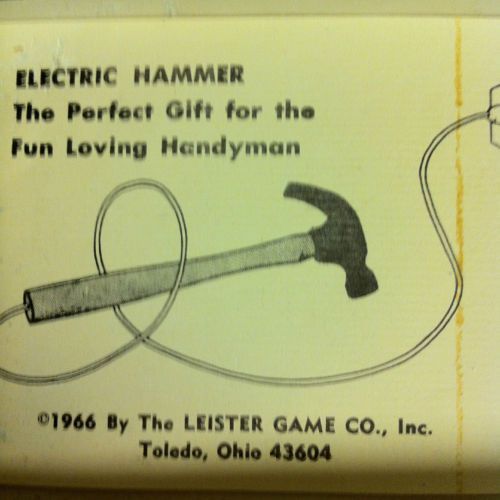 ELECTRIC HAMMER
The Perfect Gift for the
Fun Loving Handyman
©1966 By The LEISTER GAME CO., Inc.
Toledo, Ohio 43604